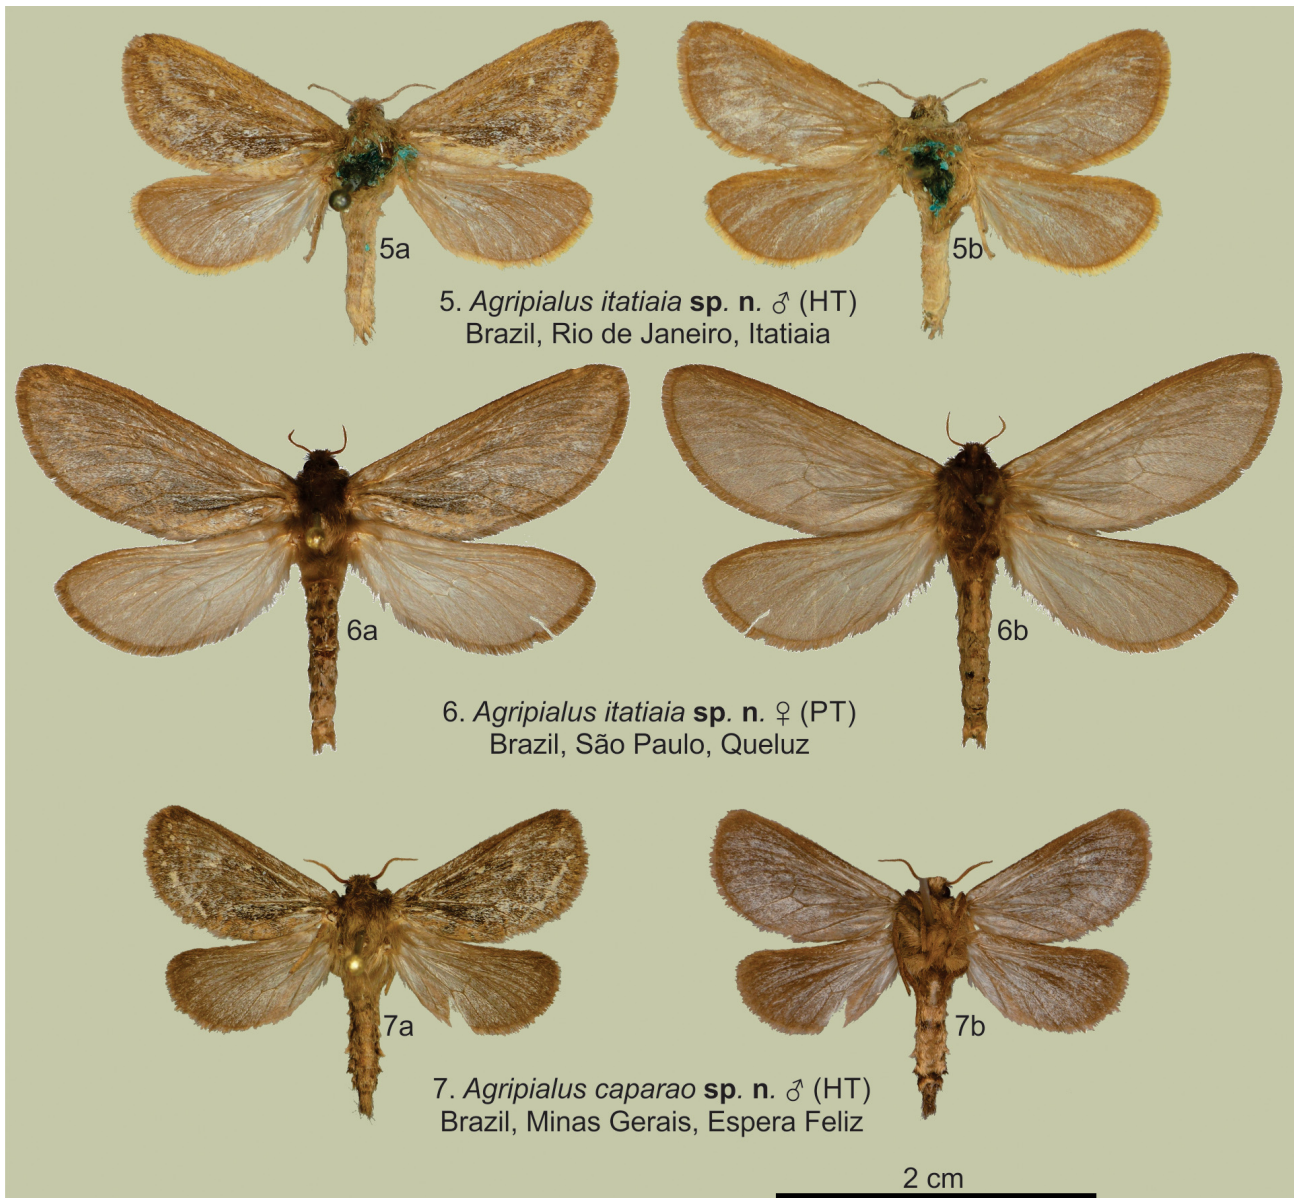 5a
5b
5. Agripialus itatiaia sp. n. ♂ (HT)
Brazil, Rio de Janeiro, Itatiaia
6a
6b
6. Agripialus itatiaia sp. n. ♀ (PT)
Brazil, São Paulo, Queluz
7a
7b
7. Agripialus caparao sp. n. ♂ (HT)
Brazil, Minas Gerais, Espera Feliz
2 cm